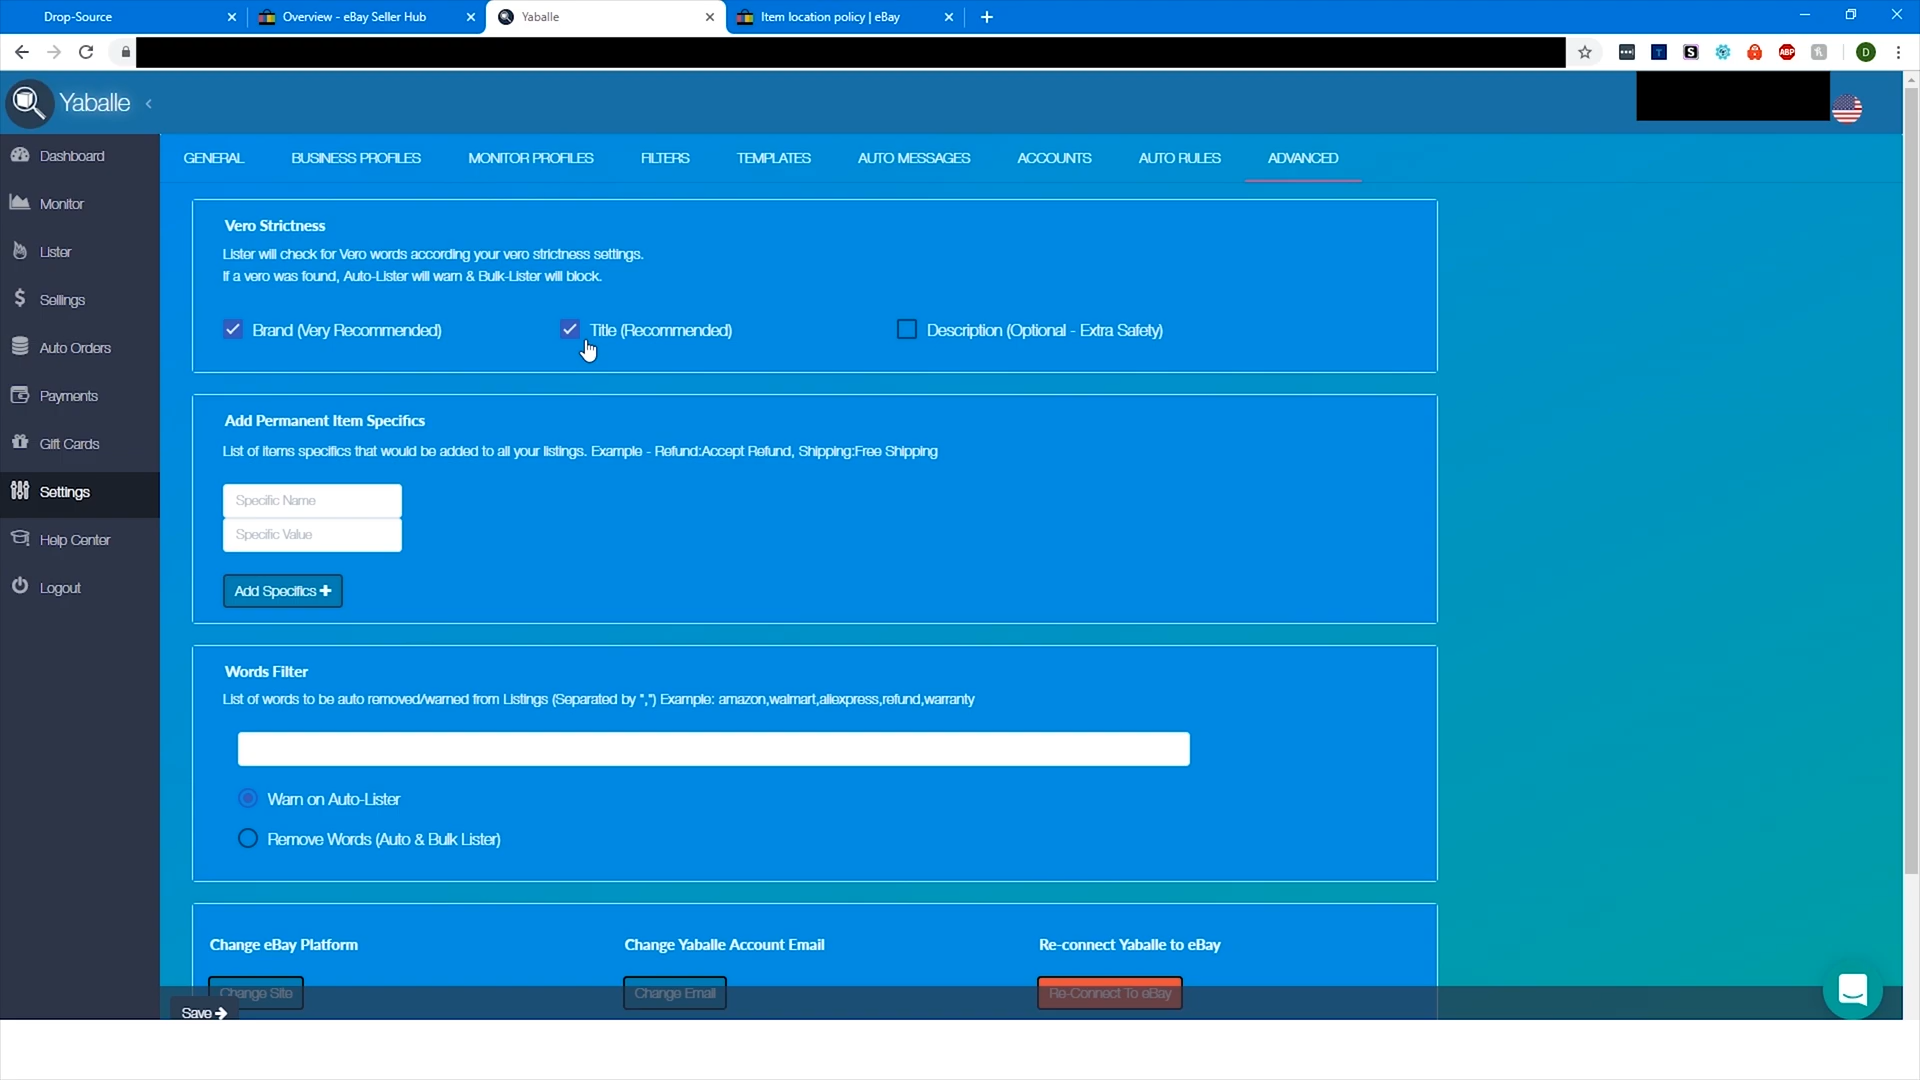 Drop-Source
Overview - eBay Seller Hub
Yaballe
Item location policy | eBay
ABP
D
Yaballe
GENERAL
BUSINESS PROFILES
MONITOR PROFILES
FILTERS
TEMPLATES
AUTO MESSAGES
ACCOUNTS
AUTO RULES
ADVANCED
Dashboard
Monitor
Lister
Sellings
Auto Orders
Payments
Gift Cards
Settings
Help Center
Logout
Vero Strictness
Lister will check for Vero words according your vero strictness settings.
If a vero was found, Auto-Lister will warn & Bulk-Lister will block.
Brand (Very Recommended)
Title (Recommended)
Description (Optional - Extra Safety)
Add Permanent Item Specifics
List of items specifics that would be added to all your listings. Example - Refund:Accept Refund, Shipping:Free Shipping
Specific Name
Specific Value
Add Specifics
Words Filter
List of words to be auto removed/warned from Listings (Separated by ",") Example: amazon,walmart,aliexpress,refund,warranty
Warn on Auto-Lister
Remove Words (Auto & Bulk Lister)
Change eBay Platform
Change Yaballe Account Email
Re-connect Yaballe to eBay
Change Site
Change Email
Re-Connect To eBay
Save